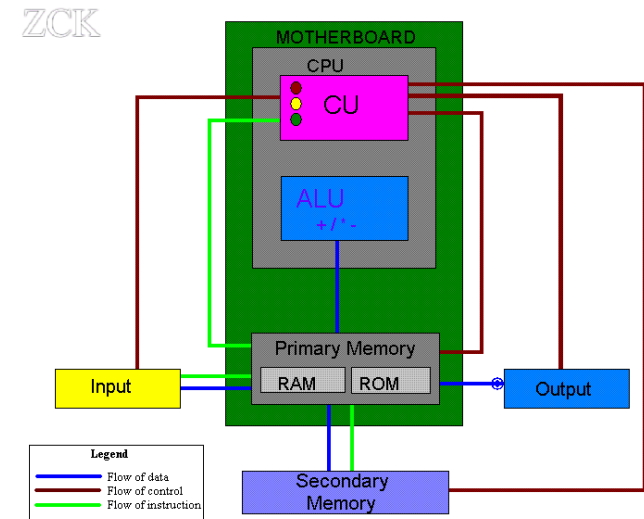 ZCK
MOTHERBOARD
CPU
CU
ALU
+ / * -
Primary Memory
RAM
ROM
Input
Output
Secondary
Memory
Legend
Flow of data
Flow of control
Flow of instruction